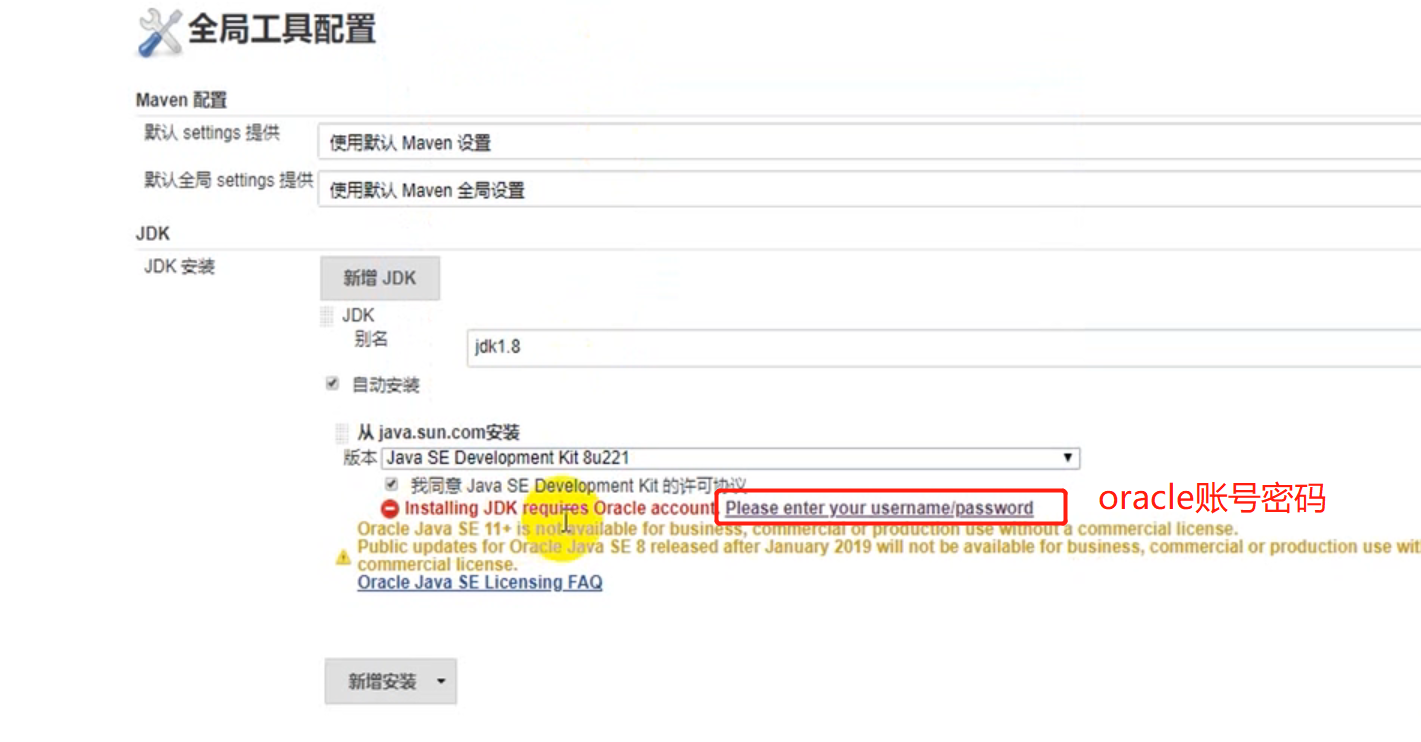 全局工具配置
Maven 配置
默认 settings 提供
使用默认 Maven 设置
默认全局 settings 提供
使用默认 Maven 全局设置
JDK
JDK 安装
新增 JDK
JDK
别名
jdk1.8
自动安装
从 java.sun.com安装
版本 Java SE Development Kit 8u221
我同意 Java SE Development Kit 的许可协议
Installing JDK requires Oracle account. Please enter your username/password
oracle账号密码
Oracle Java SE 11+ is not available for business, commercial or production use without a commercial license.
Public updates for Oracle Java SE 8 released after January 2019 will not be available for business, commercial or production use wit
commercial license.
Oracle Java SE Licensing FAQ
新增安装